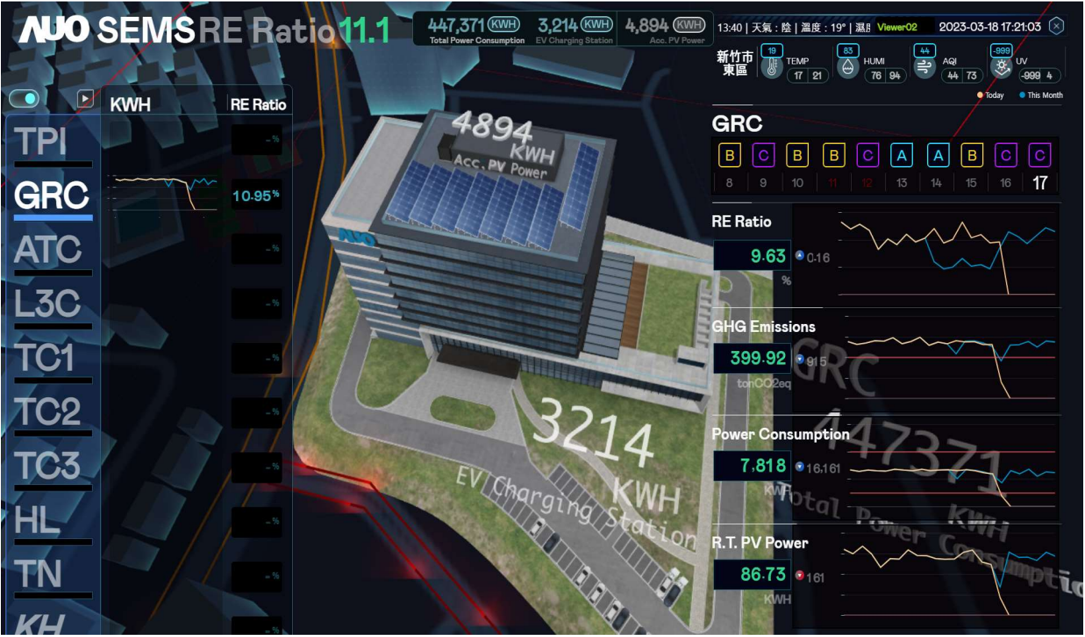 AUO SEMS RE Ratio 11.1
447,371 KWH
Total Power Consumption
3,214 KWH
EV Charging Station
4,894 KWH
Acc. PV Power
13:40 | 天氣 : 陰 | 溫度 : 19° | 濕
Viewer02
2023-03-18 17:21:03
新竹市
東區
19
TEMP
17 21
83
HUMI
76 94
44
AQI
44 73
-999
UV
-999 4
Today
This Month
KWH
RE Ratio
TPI
-%
GRC
10.95%
ATC
-%
L3C
-%
TC1
-%
TC2
-%
TC3
-%
HL
-%
TN
-%
KH
-%
4894
KWH
Acc. PV Power
AUO
3214
KWH
EV Charging Station
GRC
447371
KWH
Total Power Consumptio
GRC
B C B B C A A B C C
8 9 10 11 12 13 14 15 16 17
RE Ratio
9.63
0.16
%
GHG Emissions
399.92
915
tonCO2eq
Power Consumption
7,818
16,161
KWH
R.T. PV Power
86.73
161
KWH